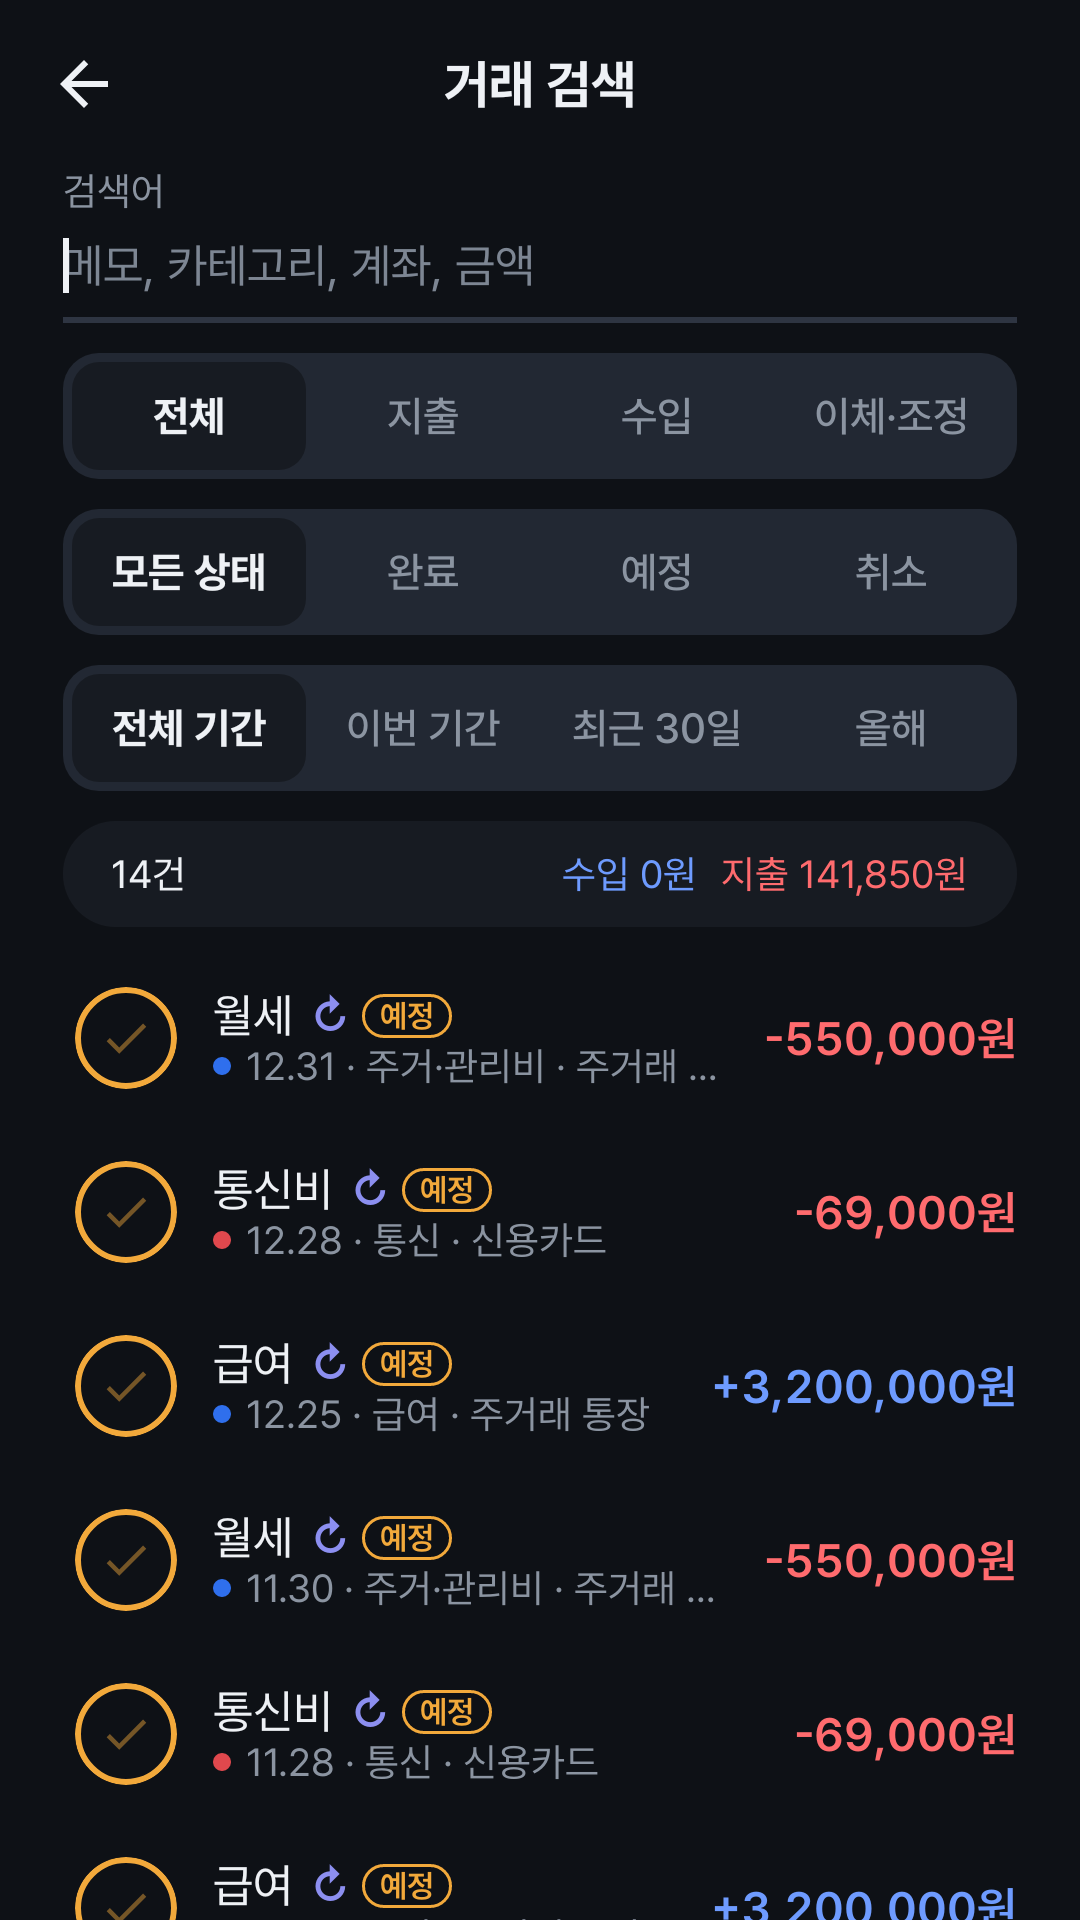 거래 검색
검색어
메모, 카테고리, 계좌, 금액
전체 지출 수입 이체·조정
모든 상태 완료 예정 취소
전체 기간 이번 기간 최근 30일 올해
14건 수입 0원 지출 141,850원
월세 예정 -550,000원
12.31 · 주거·관리비 · 주거래 ...
통신비 예정 -69,000원
12.28 · 통신 · 신용카드
급여 예정 +3,200,000원
12.25 · 급여 · 주거래 통장
월세 예정 -550,000원
11.30 · 주거·관리비 · 주거래 ...
통신비 예정 -69,000원
11.28 · 통신 · 신용카드
급여 예정 +3,200,000원